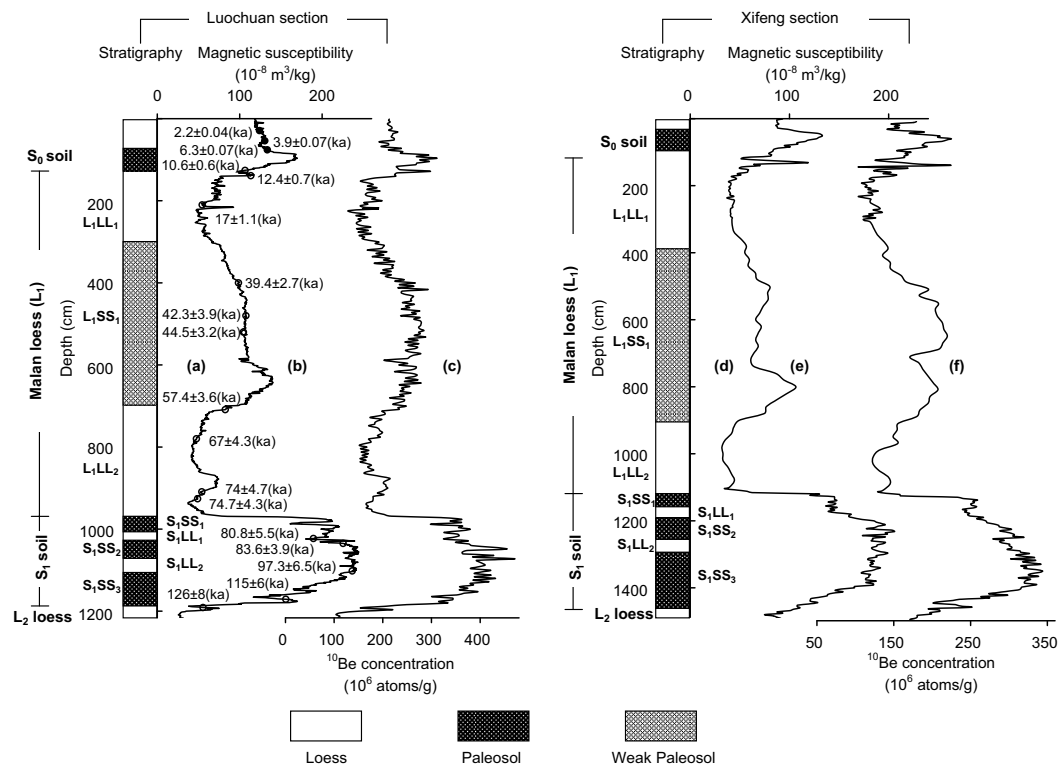 Luochuan section
Xifeng section
Stratigraphy
Magnetic susceptibility
(10⁻⁸ m³/kg)
0 100 200
2.2±0.04(ka)
3.9±0.07(ka)
6.3±0.07(ka)
10.6±0.6(ka)
12.4±0.7(ka)
17±1.1(ka)
39.4±2.7(ka)
42.3±3.9(ka)
44.5±3.2(ka)
57.4±3.6(ka)
67±4.3(ka)
74±4.7(ka)
74.7±4.3(ka)
80.8±5.5(ka)
83.6±3.9(ka)
97.3±6.5(ka)
115±6(ka)
126±8(ka)
(a)
(b)
(c)
S₀ soil
Malan loess (L₁)
S₁ soil
L₂ loess
Depth (cm)
200
400
600
800
1000
1200
L₁LL₁
L₁SS₁
L₁LL₂
S₁SS₁
S₁LL₁
S₁SS₂
S₁LL₂
S₁SS₃
0 100 200 300 400
¹⁰Be concentration
(10⁶ atoms/g)
Stratigraphy
Magnetic susceptibility
(10⁻⁸ m³/kg)
0 100 200
S₀ soil
Malan loess (L₁)
S₁ soil
L₂ loess
Depth (cm)
200
400
600
800
1000
1200
1400
L₁LL₁
L₁SS₁
L₁LL₂
S₁SS₁
S₁LL₁
S₁SS₂
S₁LL₂
S₁SS₃
(d)
(e)
(f)
50 150 250 350
¹⁰Be concentration
(10⁶ atoms/g)
Loess
Paleosol
Weak Paleosol